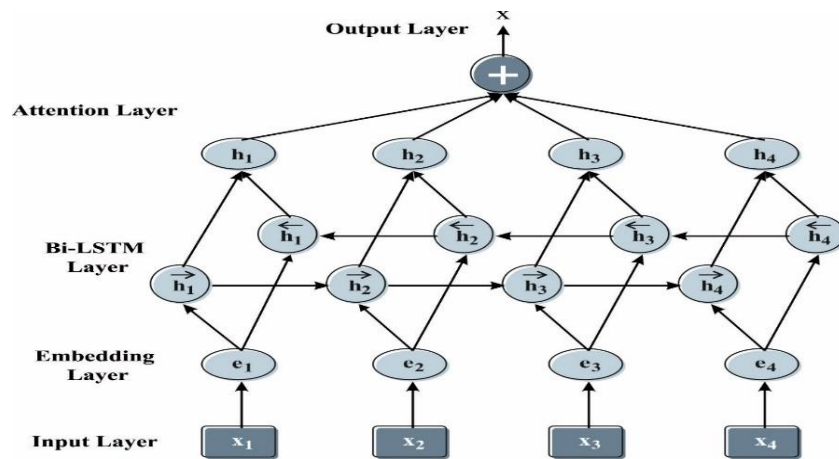 x
Output Layer
+
Attention Layer
h₁ h₂ h₃ h₄
←h₁ ←h₂ ←h₃ ←h₄
Bi-LSTM
Layer
→h₁ →h₂ →h₃ →h₄
Embedding
Layer
e₁ e₂ e₃ e₄
Input Layer
x₁ x₂ x₃ x₄